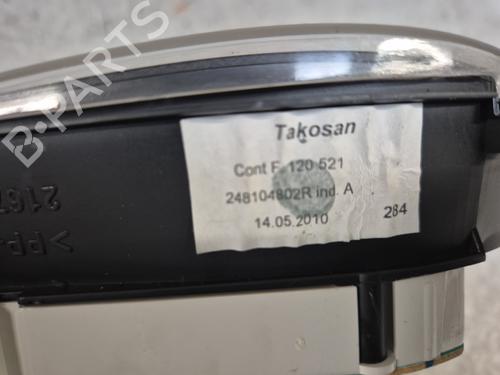 B-PARTS
Takosan
Cont F 120 521
248104802R ind. A
14.05.2010 284